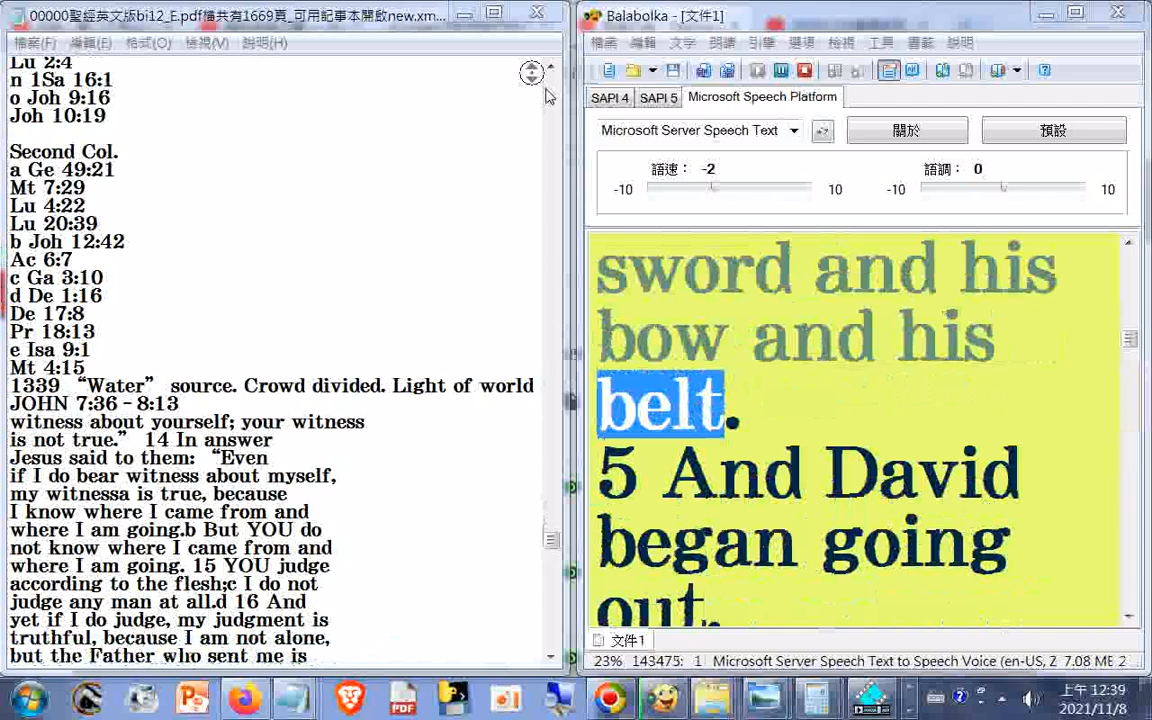 00000聖經英文版bi12_E.pdf檔共有1669頁_可用記事本開啟new.xm...
檔案(F) 編輯(E) 格式(O) 檢視(V) 說明(H)
Lu 2:4
n 1Sa 16:1
o Joh 9:16
Joh 10:19
Second Col.
a Ge 49:21
Mt 7:29
Lu 4:22
Lu 20:39
b Joh 12:42
Ac 6:7
c Ga 3:10
d De 1:16
De 17:8
Pr 18:13
e Isa 9:1
Mt 4:15
1339 “Water” source. Crowd divided. Light of world
JOHN 7:36–8:13
witness about yourself; your witness
is not true.” 14 In answer
Jesus said to them: “Even
if I do bear witness about myself,
my witnessa is true, because
I know where I came from and
where I am going.b But YOU do
not know where I came from and
where I am going. 15 YOU judge
according to the flesh;c I do not
judge any man at all.d 16 And
yet if I do judge, my judgment is
truthful, because I am not alone,
but the Father who sent me is
Balabolka - [文件1]
檔案 編輯 文字 朗讀 引擎 選項 檢視 工具 書籤 說明
SAPI 4 SAPI 5 Microsoft Speech Platform
Microsoft Server Speech Text 關於 預設
語速： -2 語調： 0
-10 10 -10 10
sword and his
bow and his
belt.
5 And David
began going
out,
文件1
23% 143475: 1 Microsoft Server Speech Text to Speech Voice (en-US, Z 7.08 MB 2
PDF
上午 12:39
2021/11/8